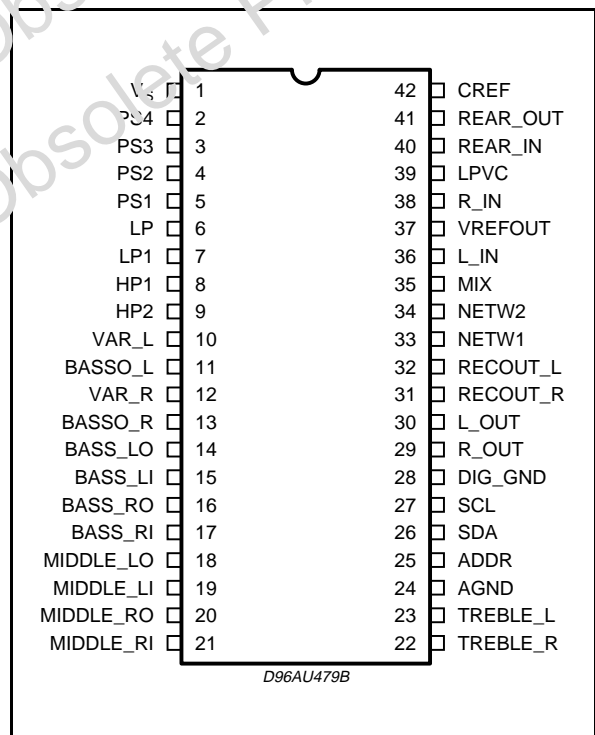 Obsolete P
Obsolete
VS 1 42 CREF
PS4 2 41 REAR_OUT
PS3 3 40 REAR_IN
PS2 4 39 LPVC
PS1 5 38 R_IN
LP 6 37 VREFOUT
LP1 7 36 L_IN
HP1 8 35 MIX
HP2 9 34 NETW2
VAR_L 10 33 NETW1
BASSO_L 11 32 RECOUT_L
VAR_R 12 31 RECOUT_R
BASSO_R 13 30 L_OUT
BASS_LO 14 29 R_OUT
BASS_LI 15 28 DIG_GND
BASS_RO 16 27 SCL
BASS_RI 17 26 SDA
MIDDLE_LO 18 25 ADDR
MIDDLE_LI 19 24 AGND
MIDDLE_RO 20 23 TREBLE_L
MIDDLE_RI 21 22 TREBLE_R
D96AU479B